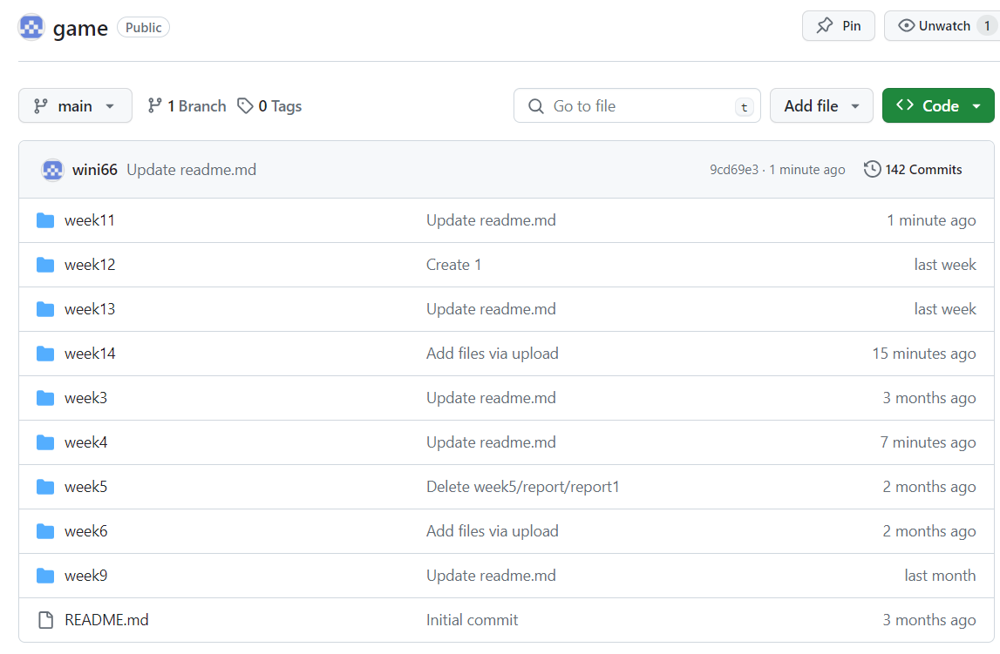 game Public Pin Unwatch 1
main 1 Branch 0 Tags Go to file t Add file Code
wini66 Update readme.md 9cd69e3 · 1 minute ago 142 Commits
week11 Update readme.md 1 minute ago
week12 Create 1 last week
week13 Update readme.md last week
week14 Add files via upload 15 minutes ago
week3 Update readme.md 3 months ago
week4 Update readme.md 7 minutes ago
week5 Delete week5/report/report1 2 months ago
week6 Add files via upload 2 months ago
week9 Update readme.md last month
README.md Initial commit 3 months ago